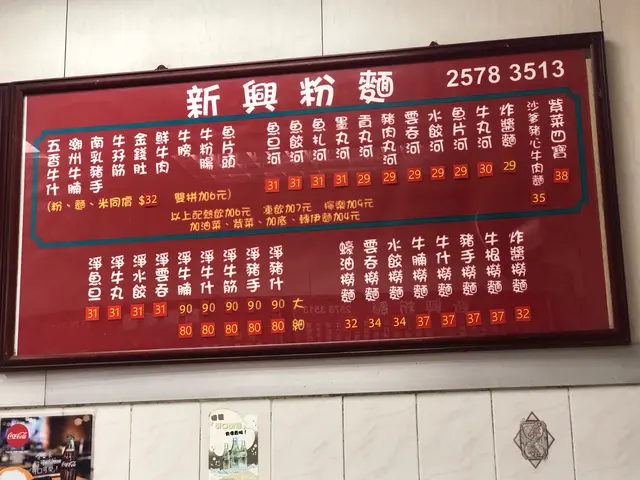 新興粉麵
2578 3513
五香牛什
潮州牛腩
南乳豬手
牛孖筋
金錢肚
鮮牛肉
牛膀
牛粉腸
魚片頭
(粉、麵、米同價 $32 雙拼加6元)
魚旦河 31
魚餃河 31
魚扎河 31
墨丸河 31
貢丸河 29
豬肉丸河 29
雲吞河 29
水餃河 29
魚片河 29
牛丸河 30
炸醬麵 29
沙爹豬心牛肉麵 35
紫菜四寶 38
以上配熱飲加6元 凍飲加7元 樽樂加9元
加油菜、紫菜、加底、轉伊麵加4元
淨魚旦 31
淨牛丸 31
淨水餃 31
淨雲吞 31
淨牛腩 90 80
淨牛什 90 80
淨牛筋 90 80
淨豬手 90 80
淨豬什 90 80
大 細
蠔油撈麵 32
雲吞撈麵 34
水餃撈麵 34
牛腩撈麵 37
牛什撈麵 37
豬手撈麵 37
牛根撈麵 37
炸醬撈麵 32
Coca-Cola